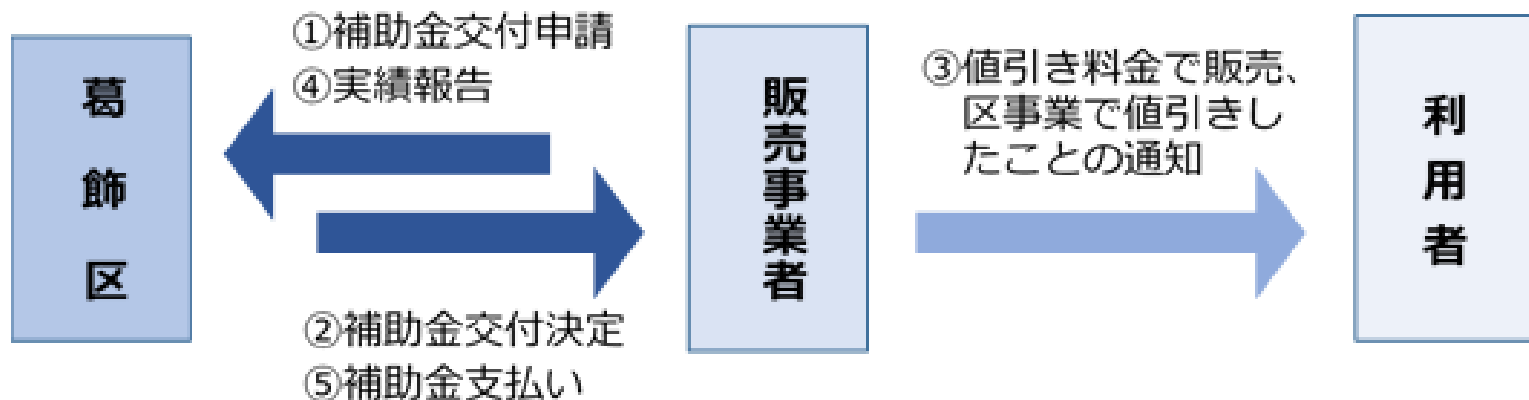 葛飾区
①補助金交付申請
④実績報告
②補助金交付決定
⑤補助金支払い
販売事業者
③値引き料金で販売、
区事業で値引きし
たことの通知
利用者